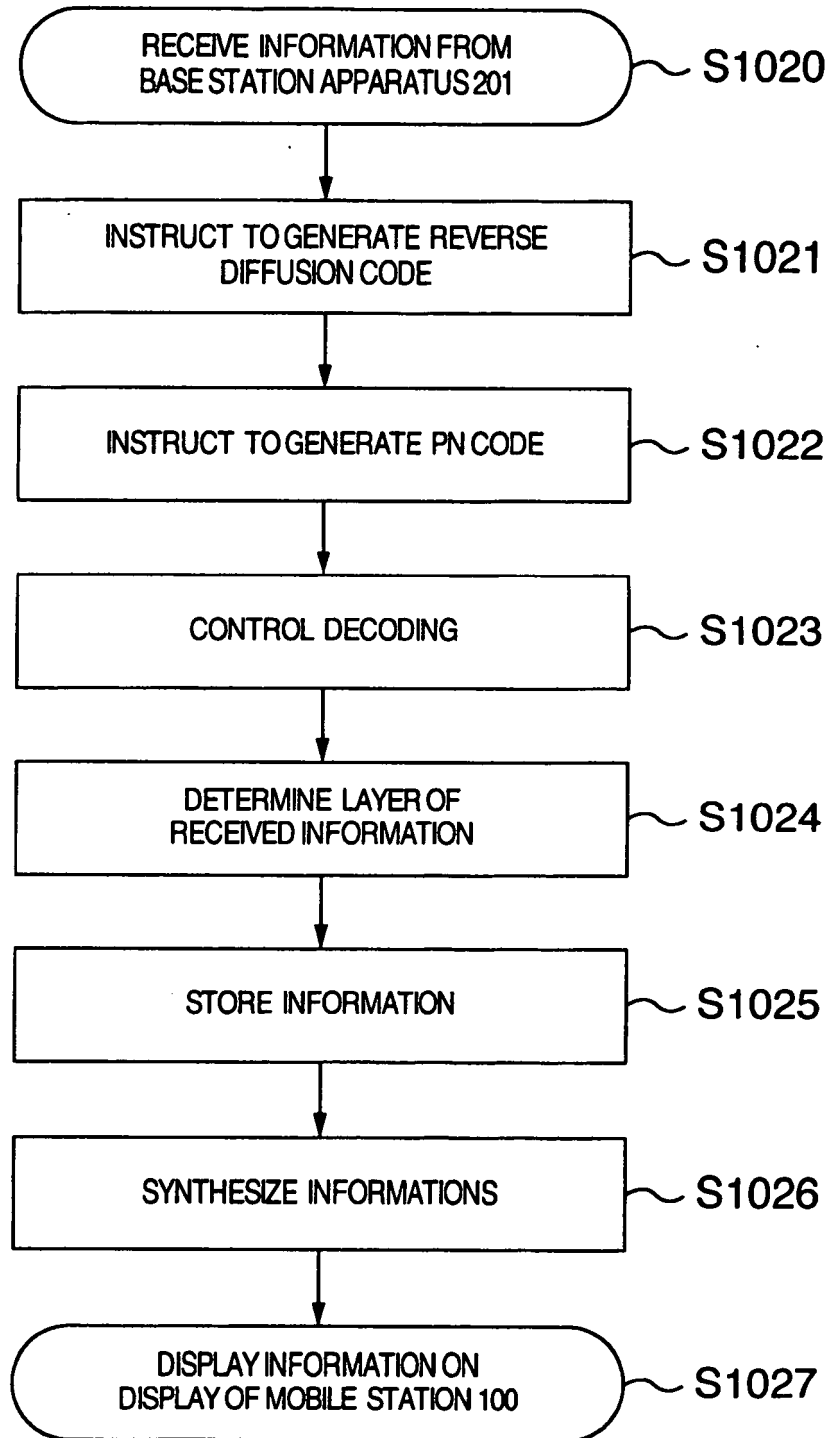 RECEIVE INFORMATION FROM
BASE STATION APPARATUS 201
S1020
INSTRUCT TO GENERATE REVERSE
DIFFUSION CODE
S1021
INSTRUCT TO GENERATE PN CODE
S1022
CONTROL DECODING
S1023
DETERMINE LAYER OF
RECEIVED INFORMATION
S1024
STORE INFORMATION
S1025
SYNTHESIZE INFORMATIONS
S1026
DISPLAY INFORMATION ON
DISPLAY OF MOBILE STATION 100
S1027